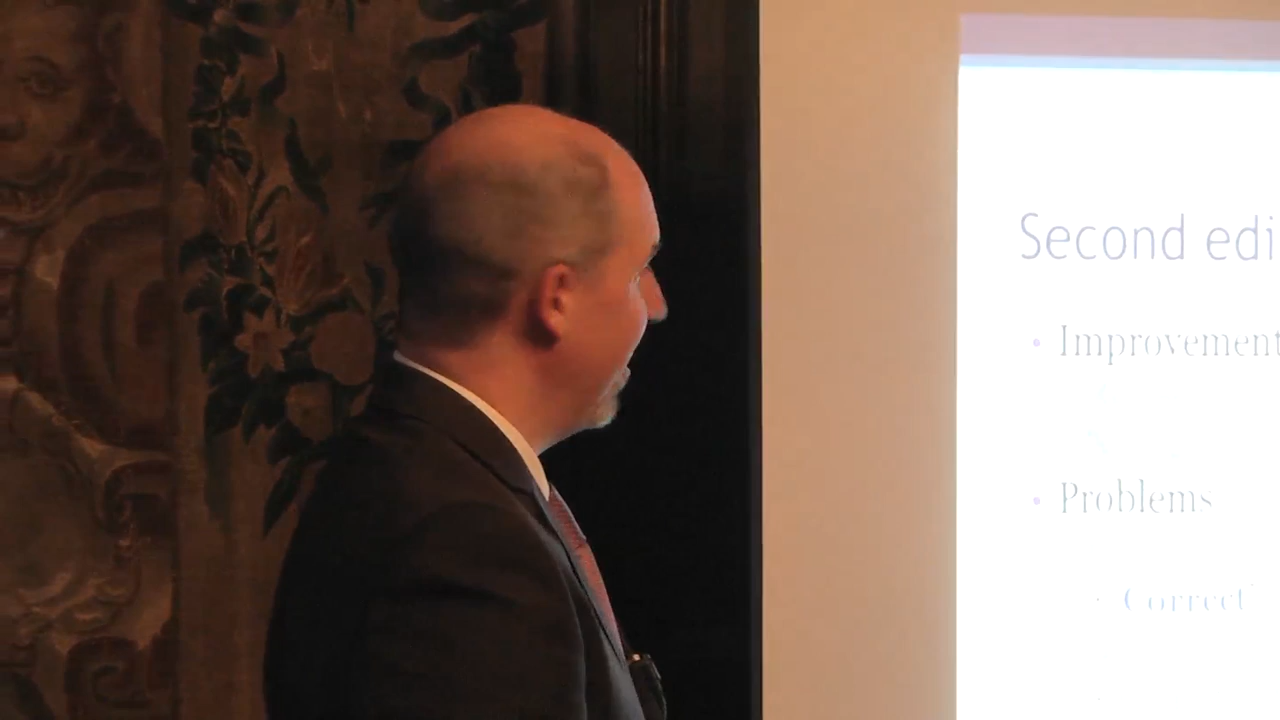 Second edi
• Improvement
• Problems
• Correct